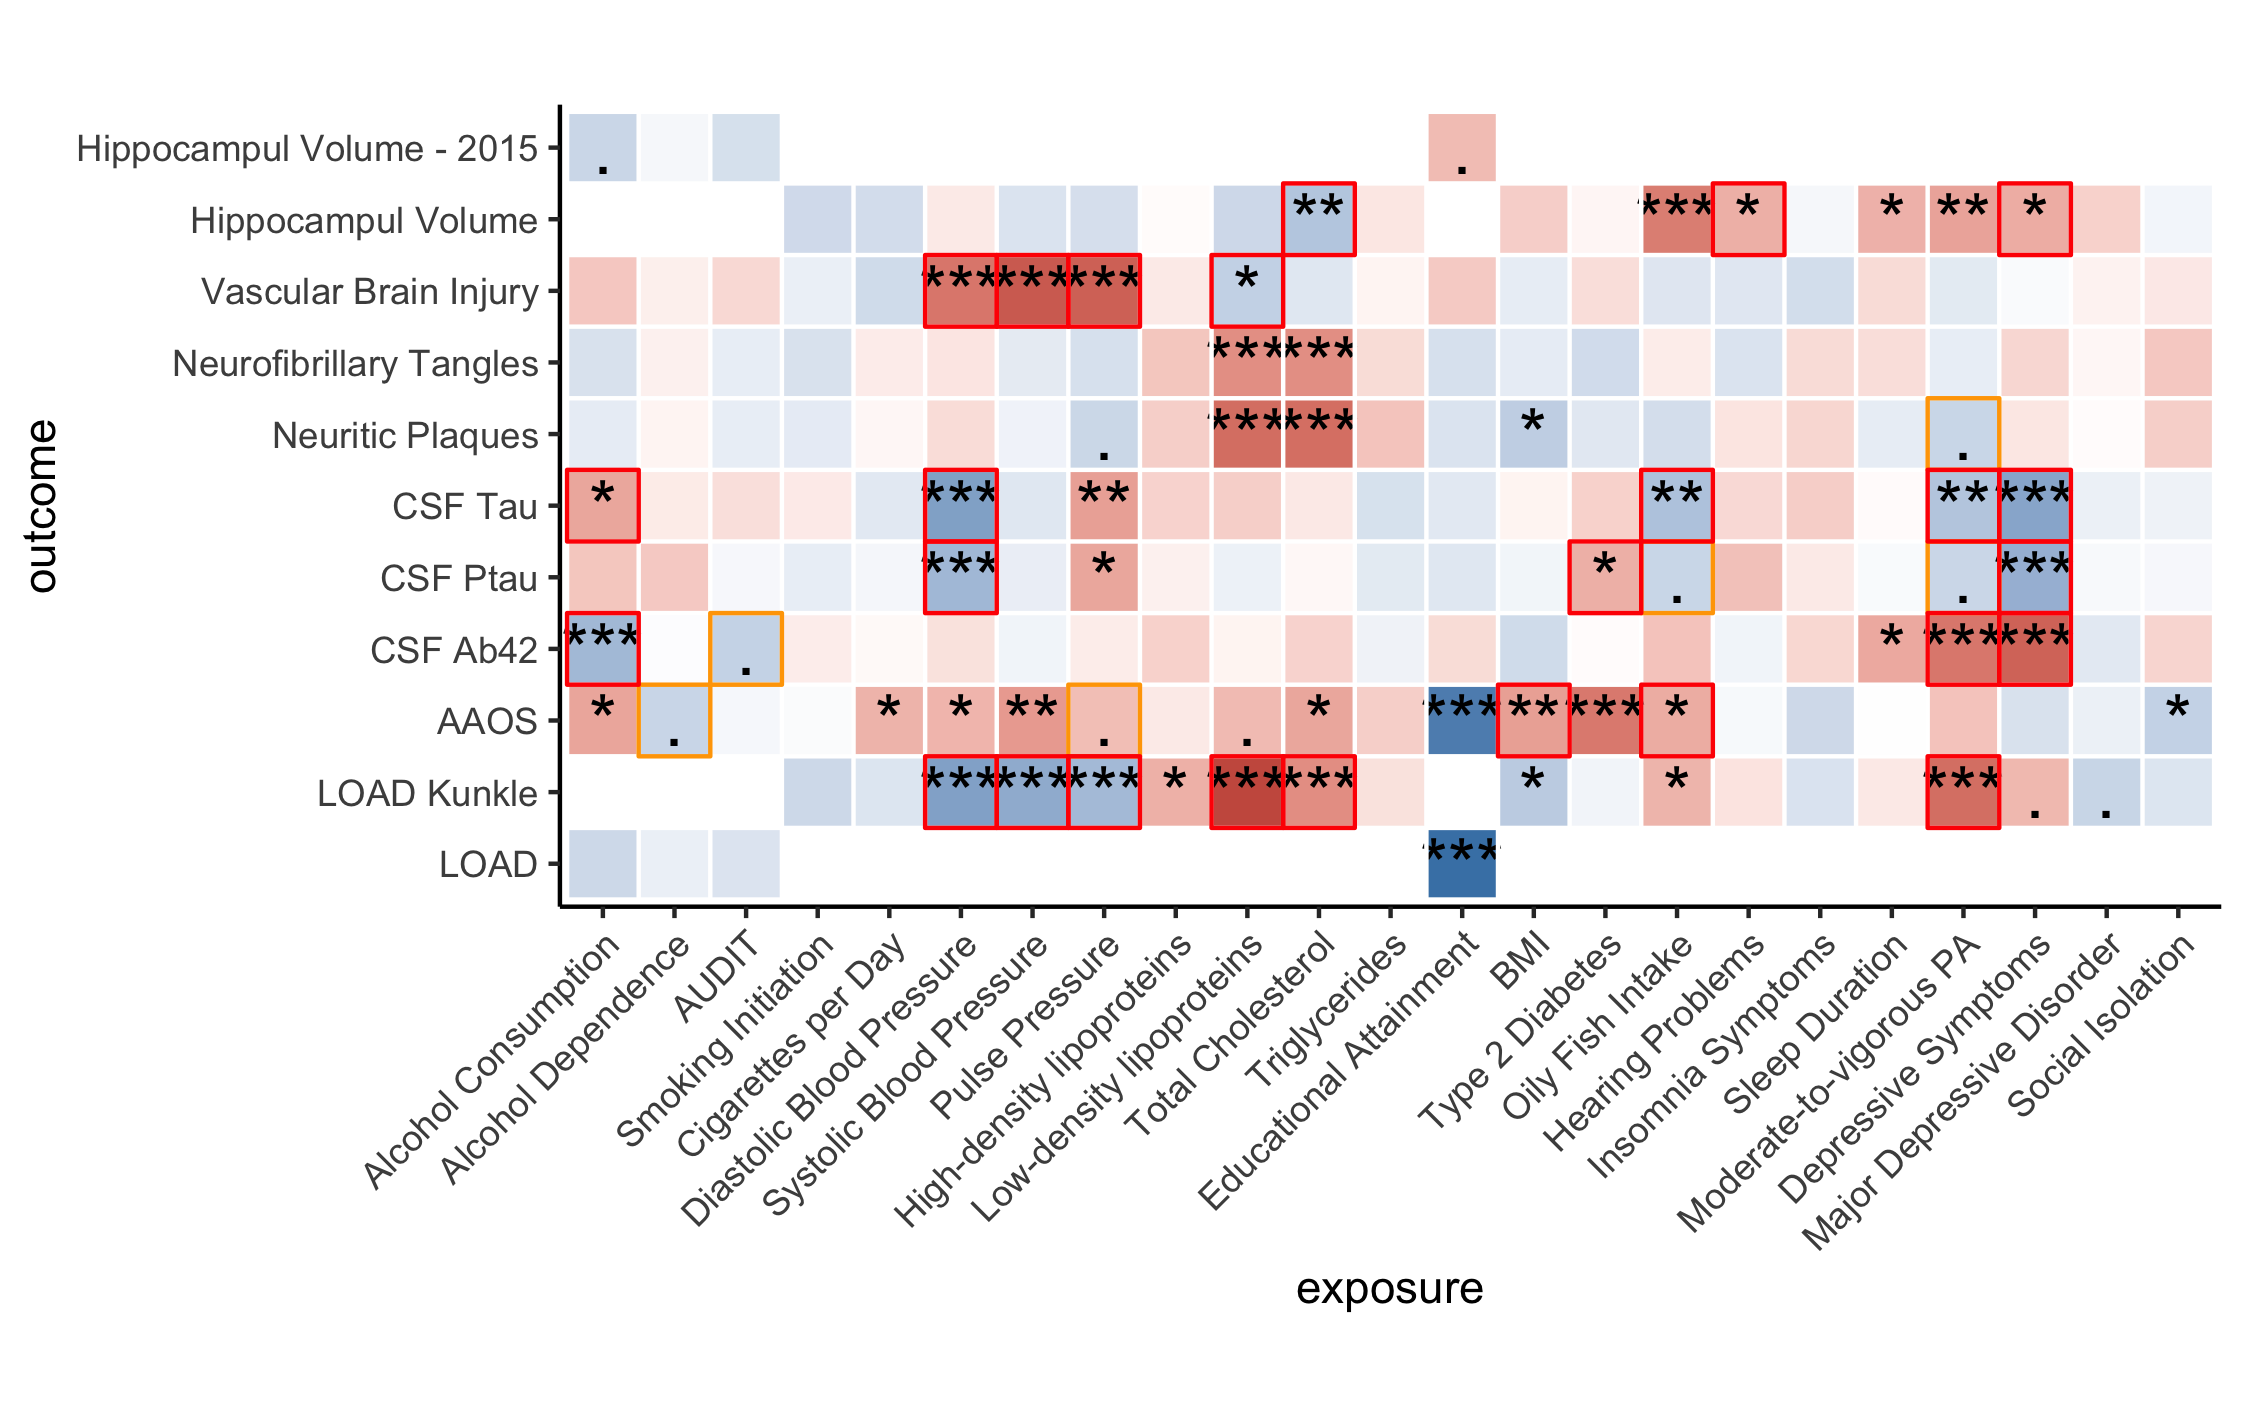 Hippocampul Volume - 2015
. .
Hippocampul Volume
** *** * * ** *
Vascular Brain Injury
*** *** *** *
Neurofibrillary Tangles
*** ***
Neuritic Plaques
. *** *** * .
CSF Tau
* *** ** ** ** ***
CSF Ptau
*** * * . . ***
CSF Ab42
*** . * *** ***
AAOS
* . * * ** . . * *** ** *** * *
LOAD Kunkle
*** *** *** * *** *** * * *** . .
LOAD
***
outcome
Alcohol Consumption
Alcohol Dependence
AUDIT
Smoking Initiation
Cigarettes per Day
Diastolic Blood Pressure
Systolic Blood Pressure
Pulse Pressure
High-density lipoproteins
Low-density lipoproteins
Total Cholesterol
Triglycerides
Educational Attainment
BMI
Type 2 Diabetes
Oily Fish Intake
Hearing Problems
Insomnia Symptoms
Sleep Duration
Moderate-to-vigorous PA
Depressive Symptoms
Major Depressive Disorder
Social Isolation
exposure